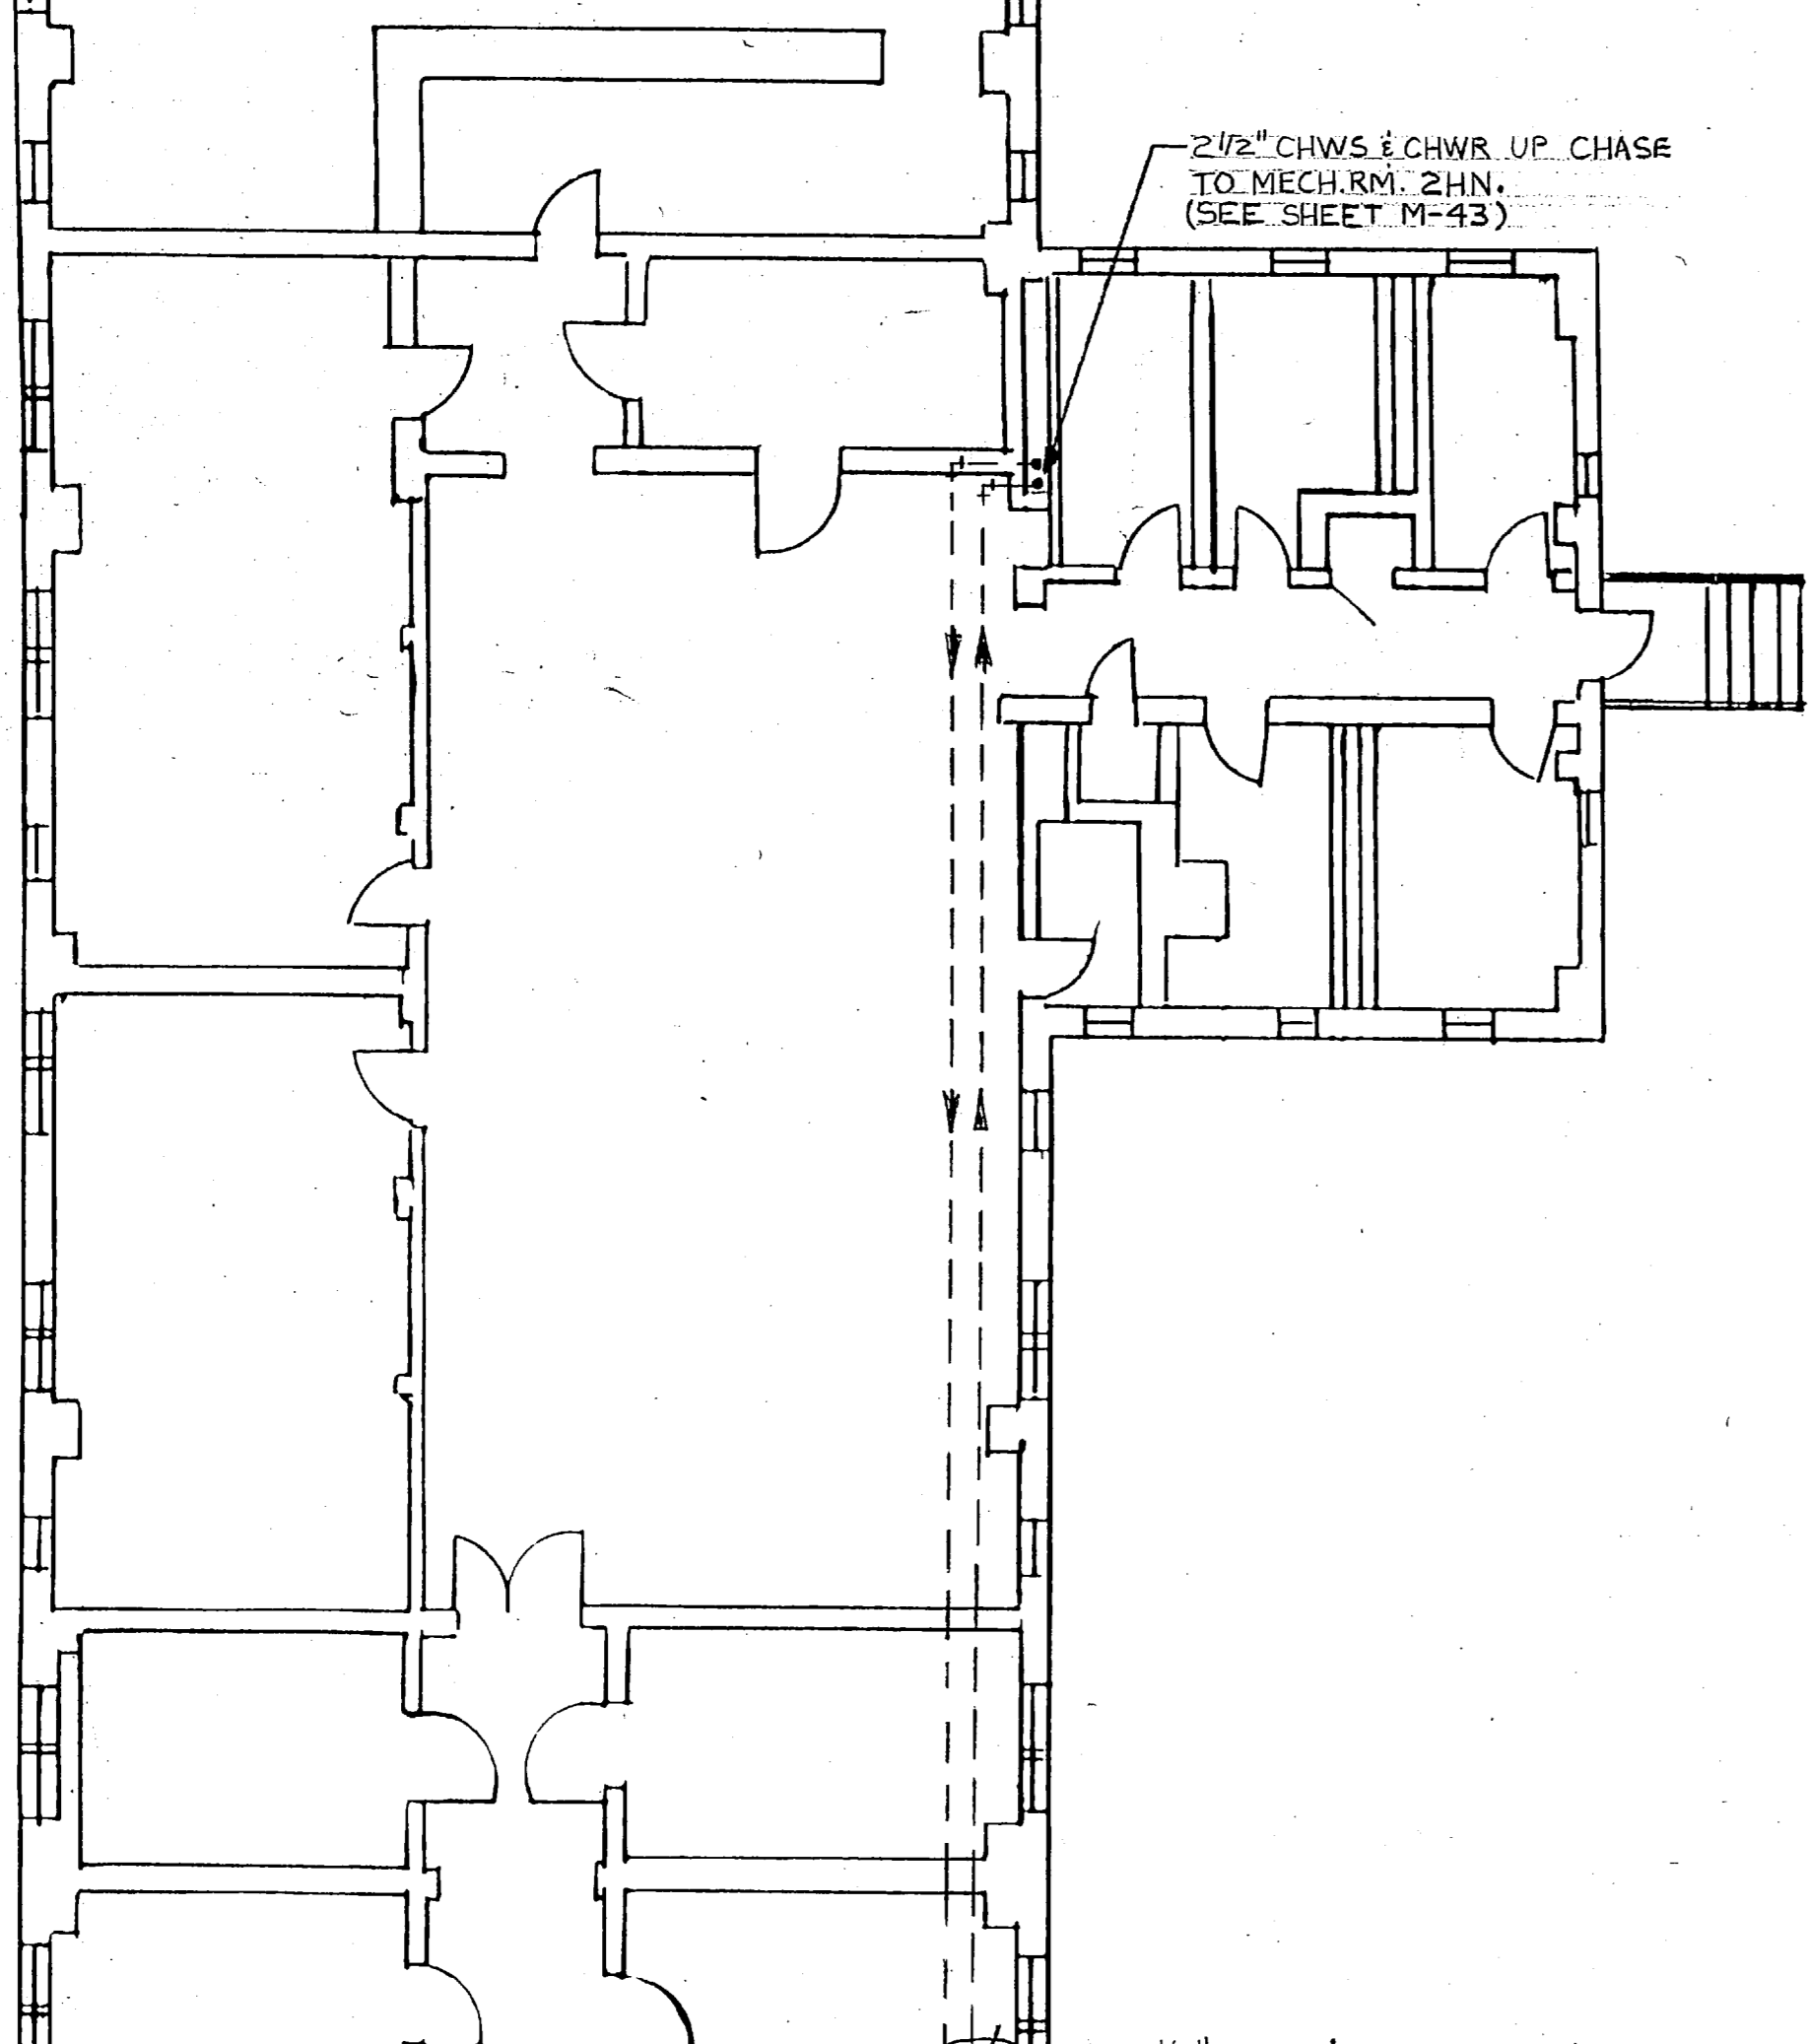 2 1/2" CHWS & CHWR UP CHASE
TO MECH.RM. 2HN.
(SEE SHEET M-43)